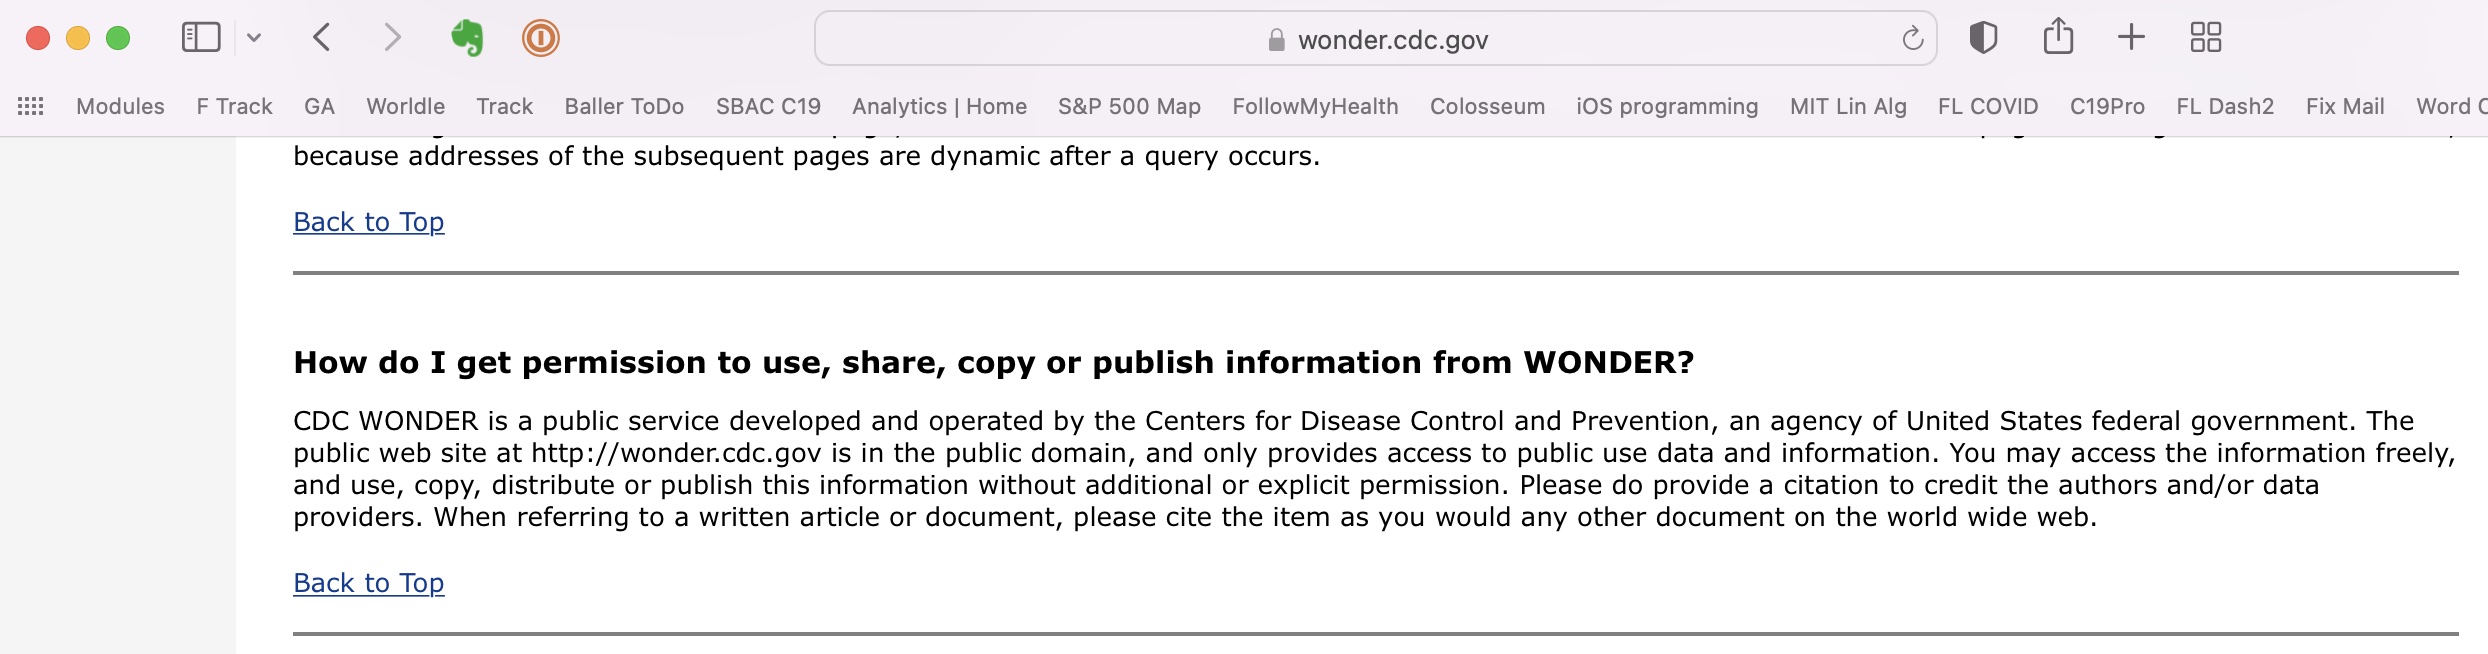 wonder.cdc.gov
Modules F Track GA Worldle Track Baller ToDo SBAC C19 Analytics | Home S&P 500 Map FollowMyHealth Colosseum iOS programming MIT Lin Alg FL COVID C19Pro FL Dash2 Fix Mail Word
because addresses of the subsequent pages are dynamic after a query occurs.
Back to Top
How do I get permission to use, share, copy or publish information from WONDER?
CDC WONDER is a public service developed and operated by the Centers for Disease Control and Prevention, an agency of United States federal government. The
public web site at http://wonder.cdc.gov is in the public domain, and only provides access to public use data and information. You may access the information freely,
and use, copy, distribute or publish this information without additional or explicit permission. Please do provide a citation to credit the authors and/or data
providers. When referring to a written article or document, please cite the item as you would any other document on the world wide web.
Back to Top